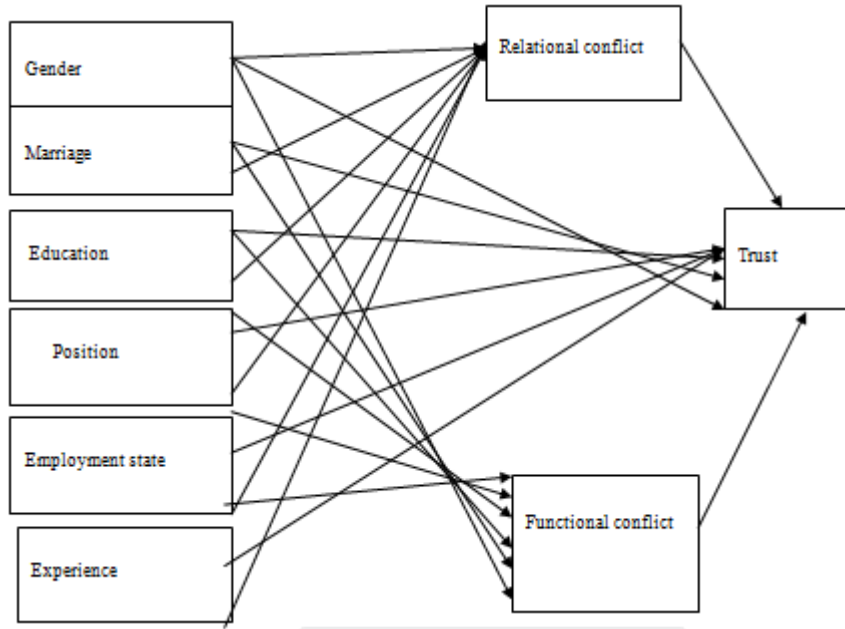 Gender
Marriage
Education
Position
Employment state
Experience
Relational conflict
Trust
Functional conflict